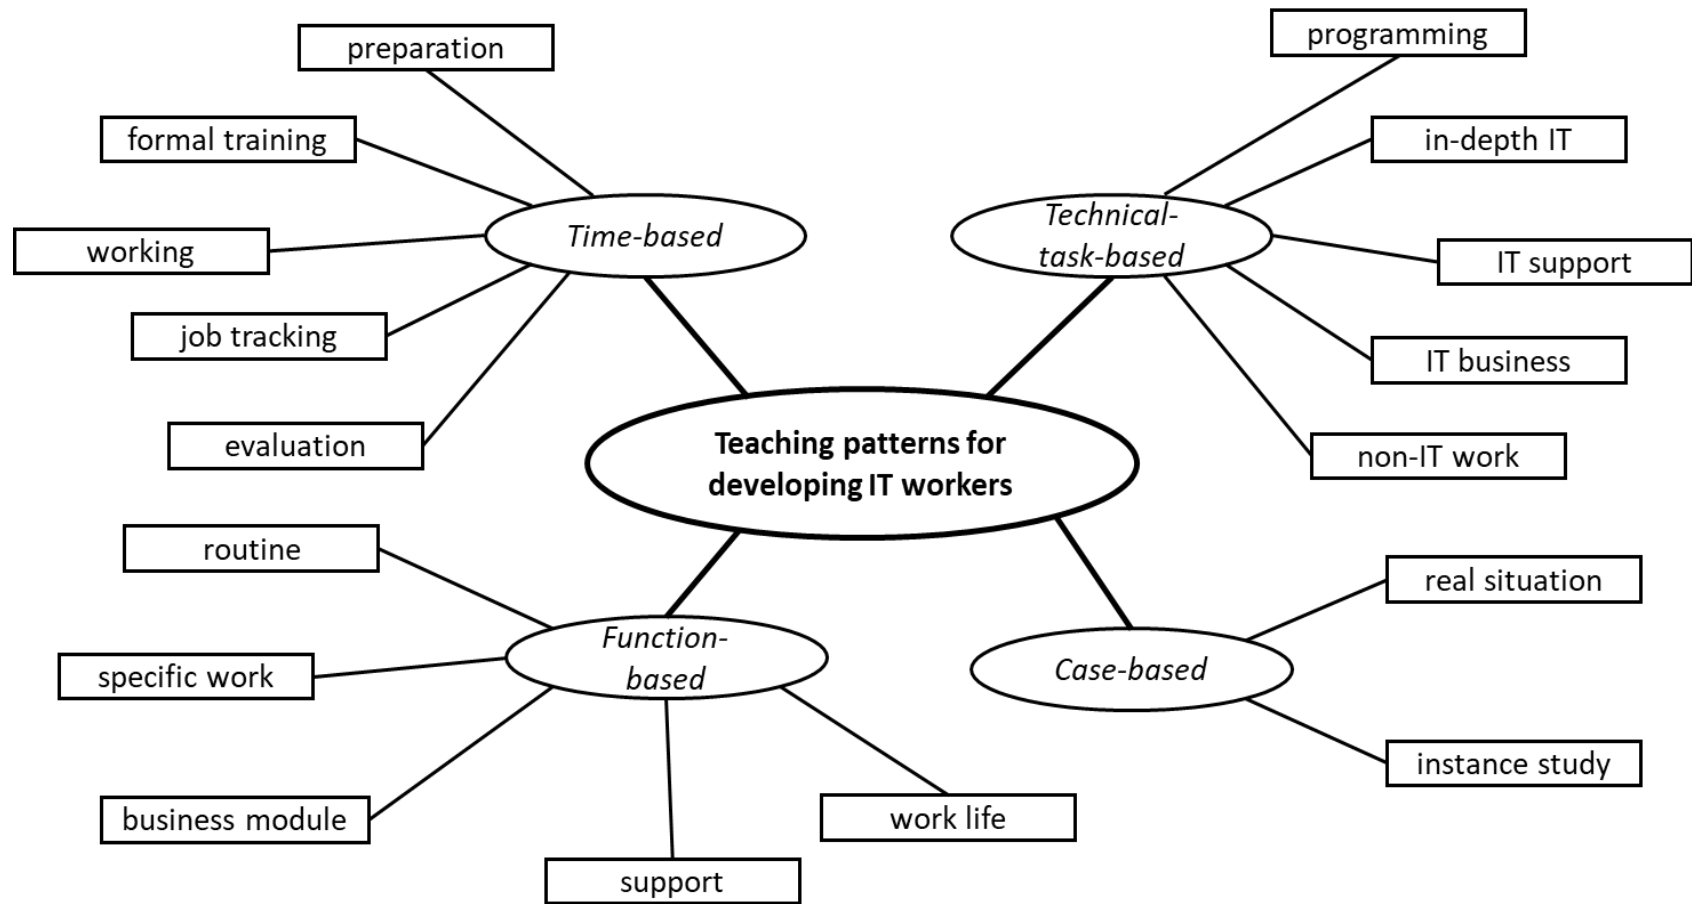 preparation
formal training
working
job tracking
evaluation
Time-based
programming
in-depth IT
IT support
IT business
non-IT work
Technical-
task-based
Teaching patterns for
developing IT workers
routine
specific work
business module
support
work life
Function-
based
real situation
instance study
Case-based